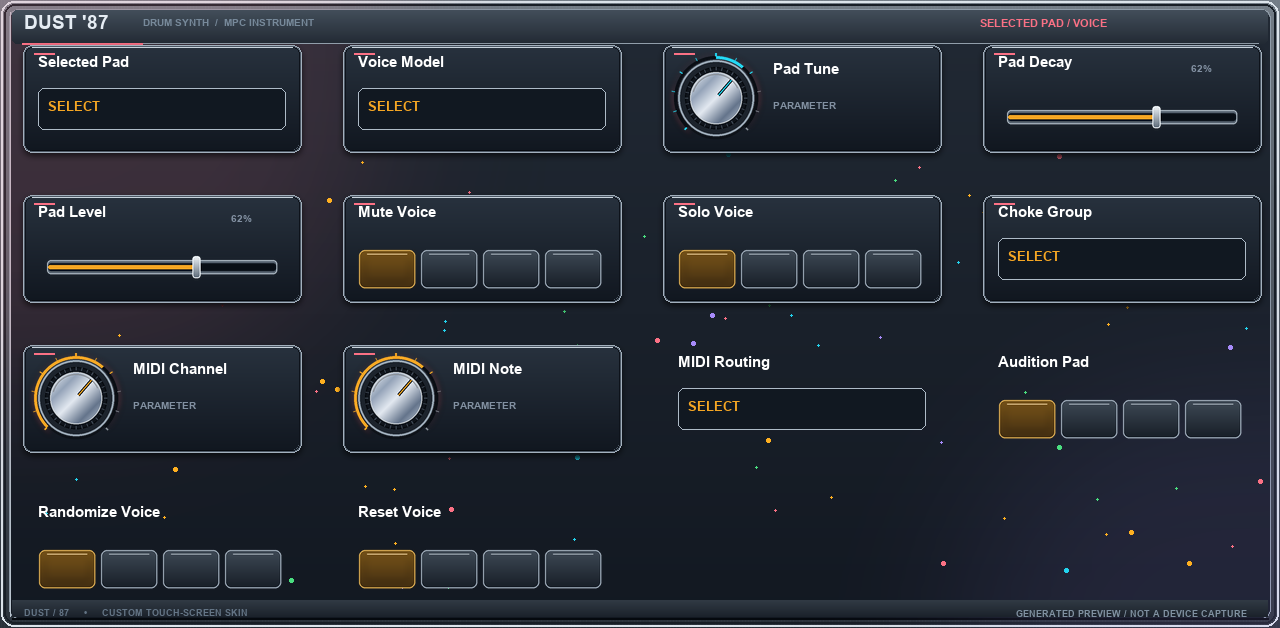 DUST '87
DRUM SYNTH / MPC INSTRUMENT
SELECTED PAD / VOICE
Selected Pad
SELECT
Voice Model
SELECT
Pad Tune
PARAMETER
Pad Decay
62%
Pad Level
62%
Mute Voice
Solo Voice
Choke Group
SELECT
MIDI Channel
PARAMETER
MIDI Note
PARAMETER
MIDI Routing
SELECT
Audition Pad
Randomize Voice
Reset Voice
DUST / 87 • CUSTOM TOUCH-SCREEN SKIN
GENERATED PREVIEW / NOT A DEVICE CAPTURE